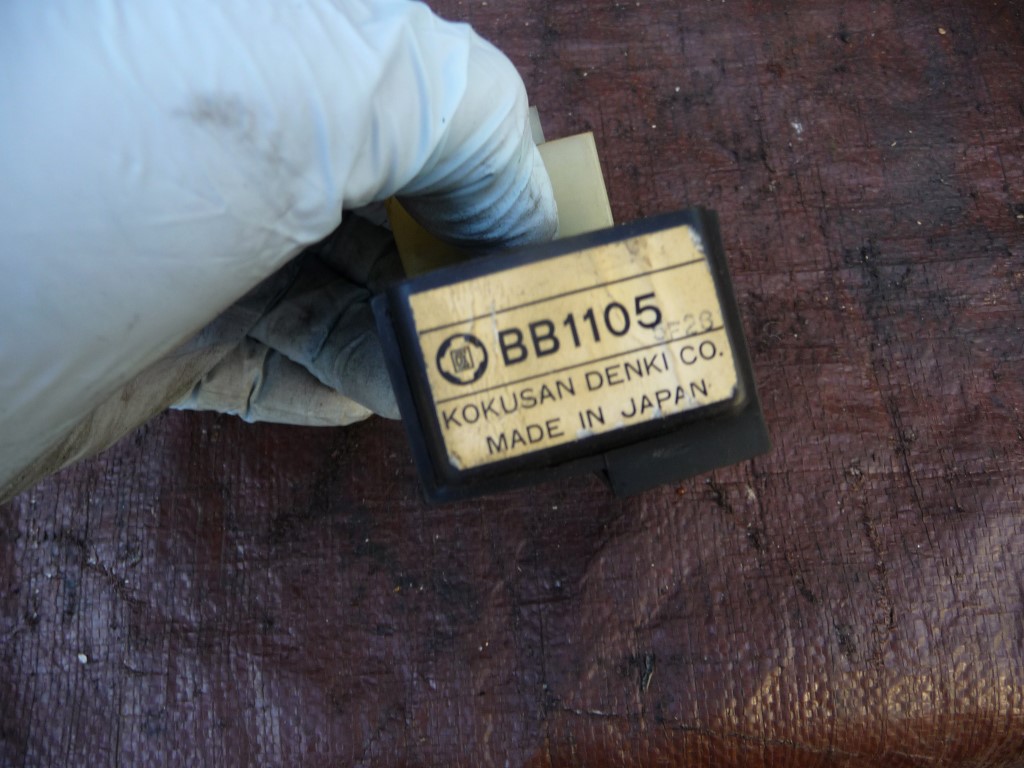 BB1105
KOKUSAN DENKI CO.
MADE IN JAPAN